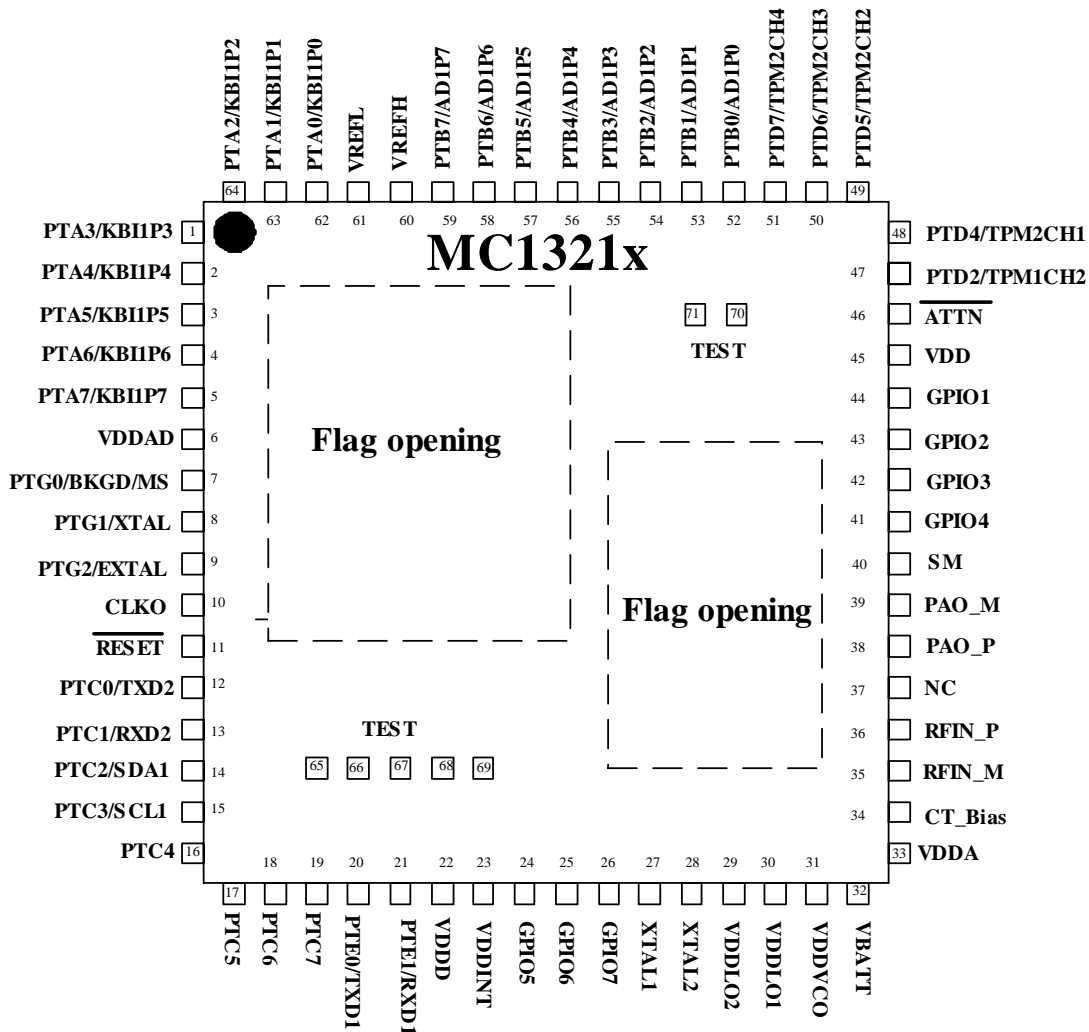 PTA2/KBI1P2
PTA1/KBI1P1
PTA0/KBI1P0
VREFL
VREFH
PTB7/AD1P7
PTB6/AD1P6
PTB5/AD1P5
PTB4/AD1P4
PTB3/AD1P3
PTB2/AD1P2
PTB1/AD1P1
PTB0/AD1P0
PTD7/TPM2CH4
PTD6/TPM2CH3
PTD5/TPM2CH2
64
63
62
61
60
59
58
57
56
55
54
53
52
51
50
49
MC1321x
PTA3/KBI1P3 1
PTA4/KBI1P4 2
PTA5/KBI1P5 3
PTA6/KBI1P6 4
PTA7/KBI1P7 5
VDDAD 6
PTG0/BKGD/MS 7
PTG1/XTAL 8
PTG2/EXTAL 9
CLKO 10
RESET 11
PTC0/TXD2 12
PTC1/RXD2 13
PTC2/SDA1 14
PTC3/SCL1 15
PTC4 16
71 70
TEST
Flag opening
Flag opening
TEST
65 66 67 68 69
48 PTD4/TPM2CH1
47 PTD2/TPM1CH2
46 ATTN
45 VDD
44 GPIO1
43 GPIO2
42 GPIO3
41 GPIO4
40 SM
39 PAO_M
38 PAO_P
37 NC
36 RFIN_P
35 RFIN_M
34 CT_Bias
33 VDDA
17
18
19
20
21
22
23
24
25
26
27
28
29
30
31
32
PTC5
PTC6
PTC7
PTE0/TXD1
PTE1/RXD1
VDDD
VDDINT
GPIO5
GPIO6
GPIO7
XTAL1
XTAL2
VDDLO2
VDDLO1
VDDVCO
VBATT